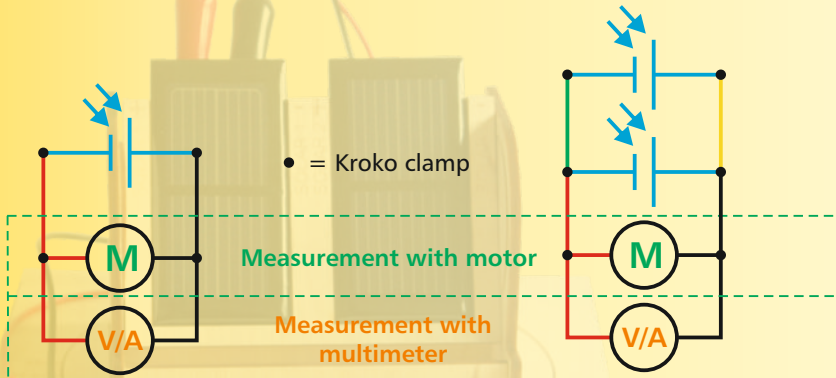 • = Kroko clamp
M
Measurement with motor
M
V/A
Measurement with
multimeter
V/A